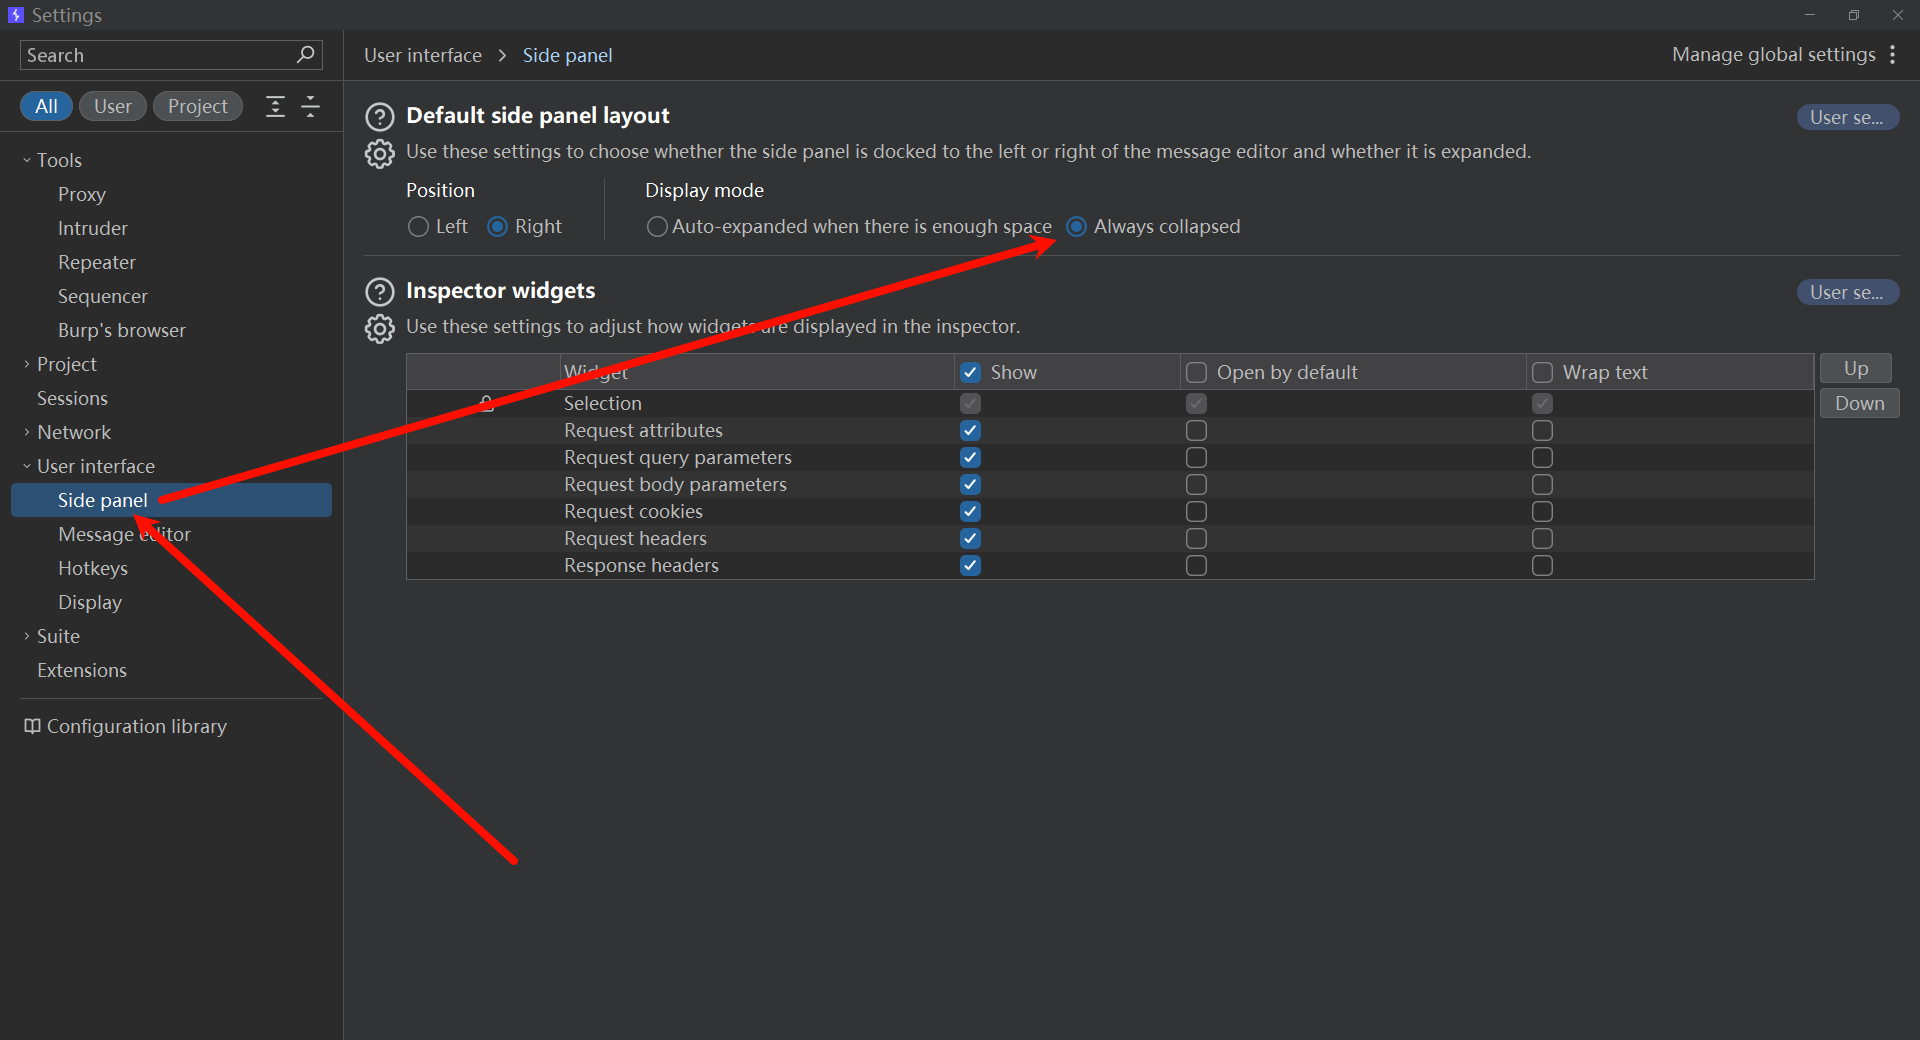 Settings
Search
All User Project
Tools
Proxy
Intruder
Repeater
Sequencer
Burp's browser
Project
Sessions
Network
User interface
Side panel
Message editor
Hotkeys
Display
Suite
Extensions
Configuration library
User interface > Side panel
Manage global settings
Default side panel layout
User se...
Use these settings to choose whether the side panel is docked to the left or right of the message editor and whether it is expanded.
Position
Left Right
Display mode
Auto-expanded when there is enough space Always collapsed
Inspector widgets
User se...
Use these settings to adjust how widgets are displayed in the inspector.
Widget Show Open by default Wrap text
Selection
Request attributes
Request query parameters
Request body parameters
Request cookies
Request headers
Response headers
Up
Down